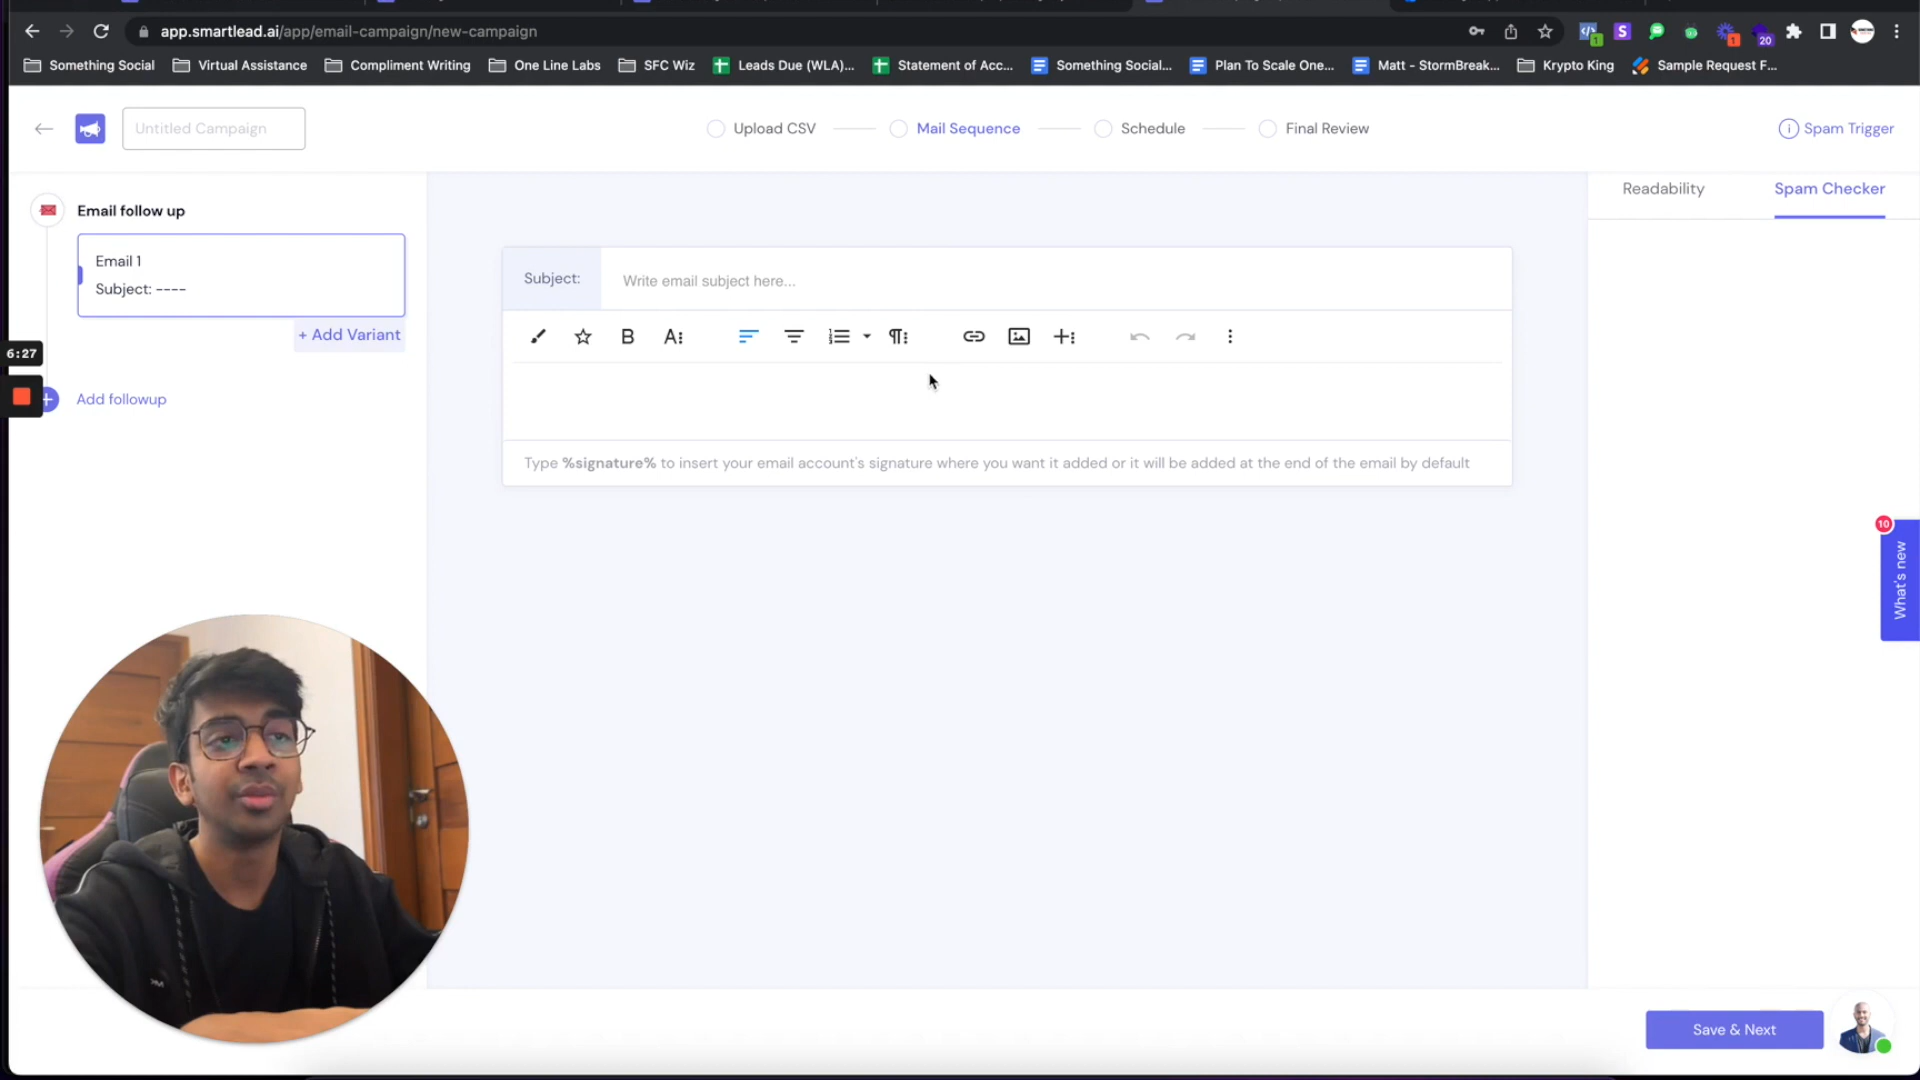 app.smartlead.ai/app/email-campaign/new-campaign
1
1
20
Something Social
Virtual Assistance
Compliment Writing
One Line Labs
SFC Wiz
Leads Due (WLA)...
Statement of Acc...
Something Social...
Plan To Scale One...
Matt - StormBreak...
Krypto King
Sample Request F...
Untitled Campaign
Upload CSV
Mail Sequence
Schedule
Final Review
Spam Trigger
Email follow up
Email 1
Subject: ----
+ Add Variant
6:27
Add followup
Subject:
Write email subject here...
Type %signature% to insert your email account's signature where you want it added or it will be added at the end of the email by default
Readability
Spam Checker
10
What's new
Save & Next